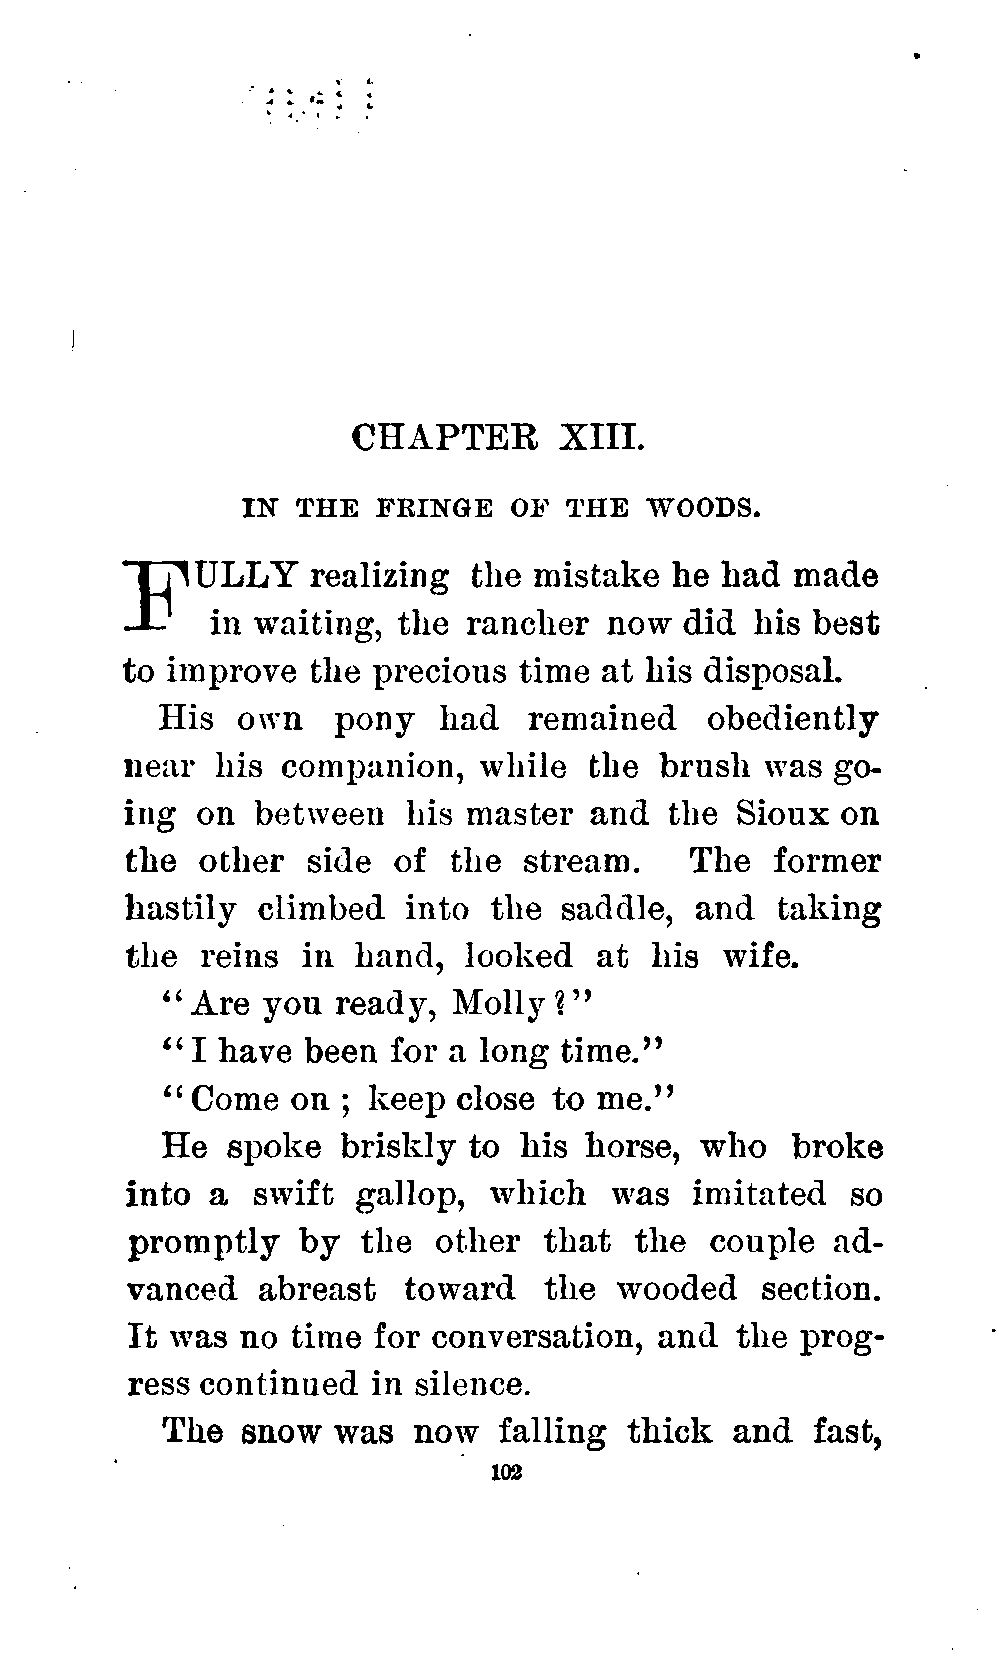 CHAPTER XIII.
IN THE FRINGE OF THE WOODS.
FULLY realizing the mistake he had made
in waiting, the rancher now did his best
to improve the precious time at his disposal.
His own pony had remained obediently
near his companion, while the brush was go-
ing on between his master and the Sioux on
the other side of the stream. The former
hastily climbed into the saddle, and taking
the reins in hand, looked at his wife.
"Are you ready, Molly?"
"I have been for a long time."
"Come on; keep close to me."
He spoke briskly to his horse, who broke
into a swift gallop, which was imitated so
promptly by the other that the couple ad-
vanced abreast toward the wooded section.
It was no time for conversation, and the prog-
ress continued in silence.
The snow was now falling thick and fast,
102